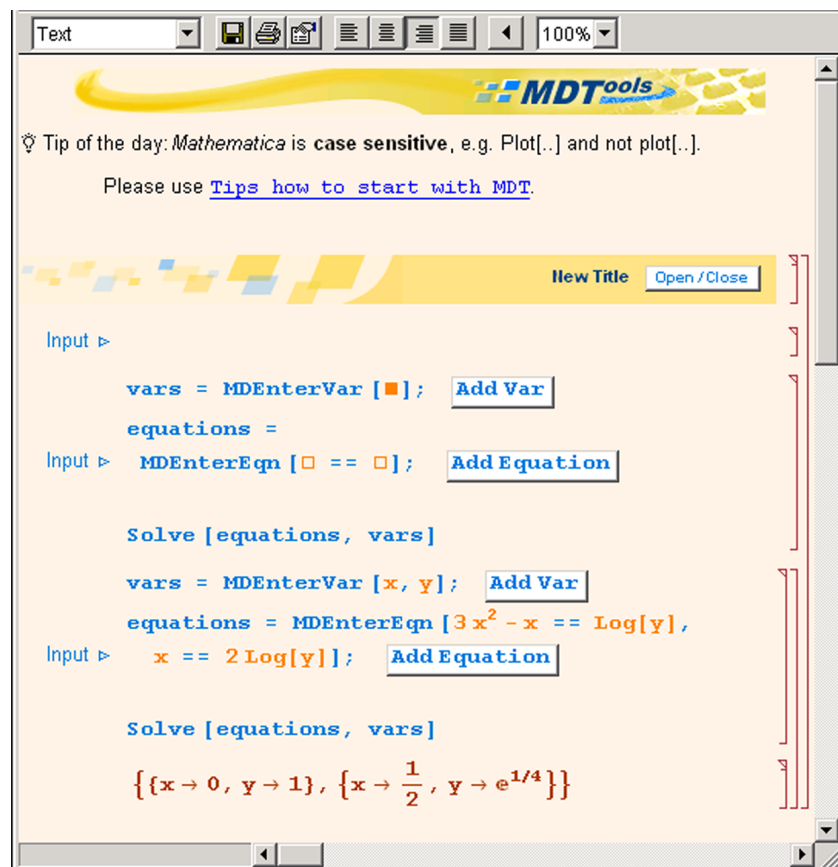 Text 100%
MDTools
Tip of the day: Mathematica is case sensitive, e.g. Plot[..] and not plot[..].
Please use Tips how to start with MDT.
New Title Open/Close
Input ▷
vars = MDEnterVar[■]; Add Var
equations =
Input ▷ MDEnterEqn[□ == □]; Add Equation
Solve[equations, vars]
vars = MDEnterVar[x, y]; Add Var
equations = MDEnterEqn[3 x² - x == Log[y],
Input ▷ x == 2 Log[y]]; Add Equation
Solve[equations, vars]
{{x → 0, y → 1}, {x → 1/2, y → e^1/4}}